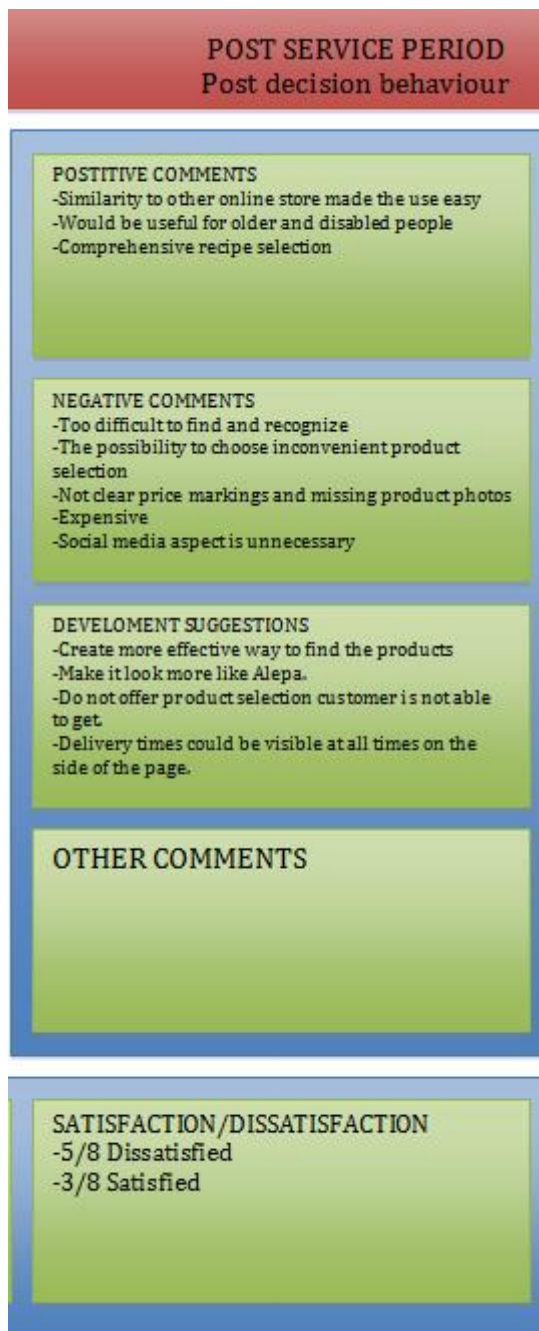 POST SERVICE PERIOD
Post decision behaviour
POSTITIVE COMMENTS
-Similarity to other online store made the use easy
-Would be useful for older and disabled people
-Comprehensive recipe selection
NEGATIVE COMMENTS
-Too difficult to find and recognize
-The possibility to choose inconvenient product
selection
-Not clear price markings and missing product photos
-Expensive
-Social media aspect is unnecessary
DEVELOMENT SUGGESTIONS
-Create more effective way to find the products
-Make it look more like Alepa.
-Do not offer product selection customer is not able
to get.
-Delivery times could be visible at all times on the
side of the page.
OTHER COMMENTS
SATISFACTION/DISSATISFACTION
-5/8 Dissatisfied
-3/8 Satisfied